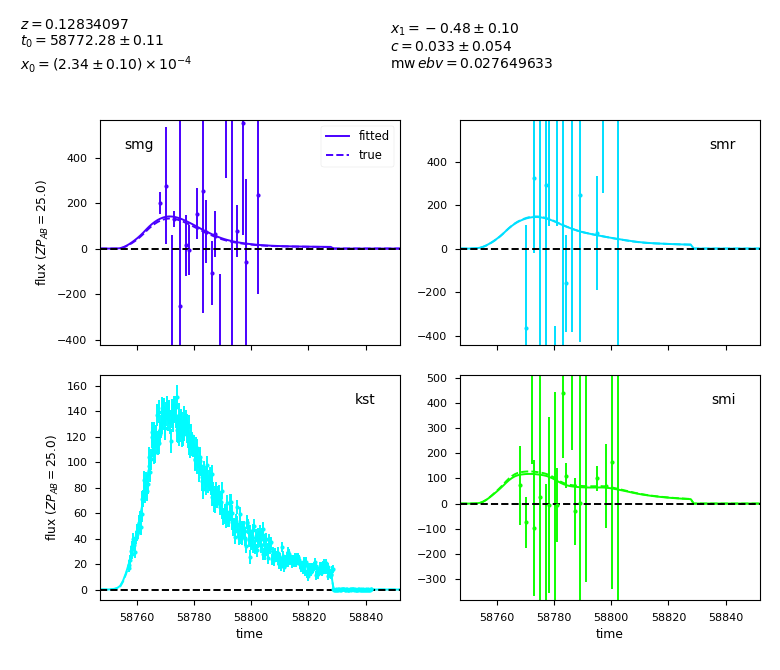 z = 0.12834097
t₀ = 58772.28 ± 0.11
x₀ = (2.34 ± 0.10) × 10⁻⁴
x₁ = −0.48 ± 0.10
c = 0.033 ± 0.054
mw ebv = 0.027649633
smg
fitted
true
400
200
0
−200
−400
flux (ZP_AB = 25.0)
smr
400
200
0
−200
−400
kst
160
140
120
100
80
60
40
20
0
flux (ZP_AB = 25.0)
58760 58780 58800 58820 58840
time
smi
500
400
300
200
100
0
−100
−200
−300
58760 58780 58800 58820 58840
time